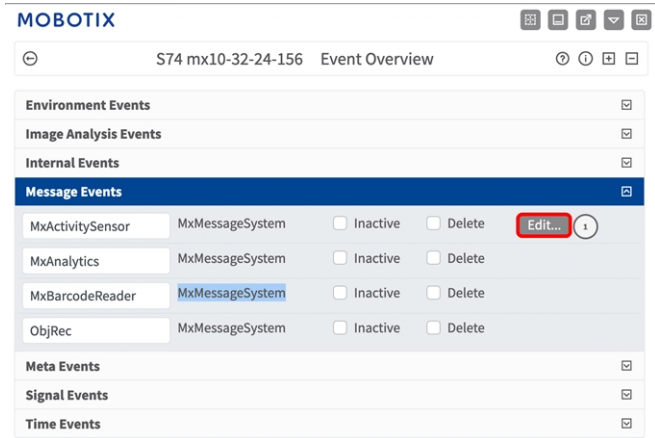 MOBOTIX
S74 mx10-32-24-156 Event Overview
Environment Events
Image Analysis Events
Internal Events
Message Events
MxActivitySensor MxMessageSystem Inactive Delete Edit... 1
MxAnalytics MxMessageSystem Inactive Delete
MxBarcodeReader MxMessageSystem Inactive Delete
ObjRec MxMessageSystem Inactive Delete
Meta Events
Signal Events
Time Events